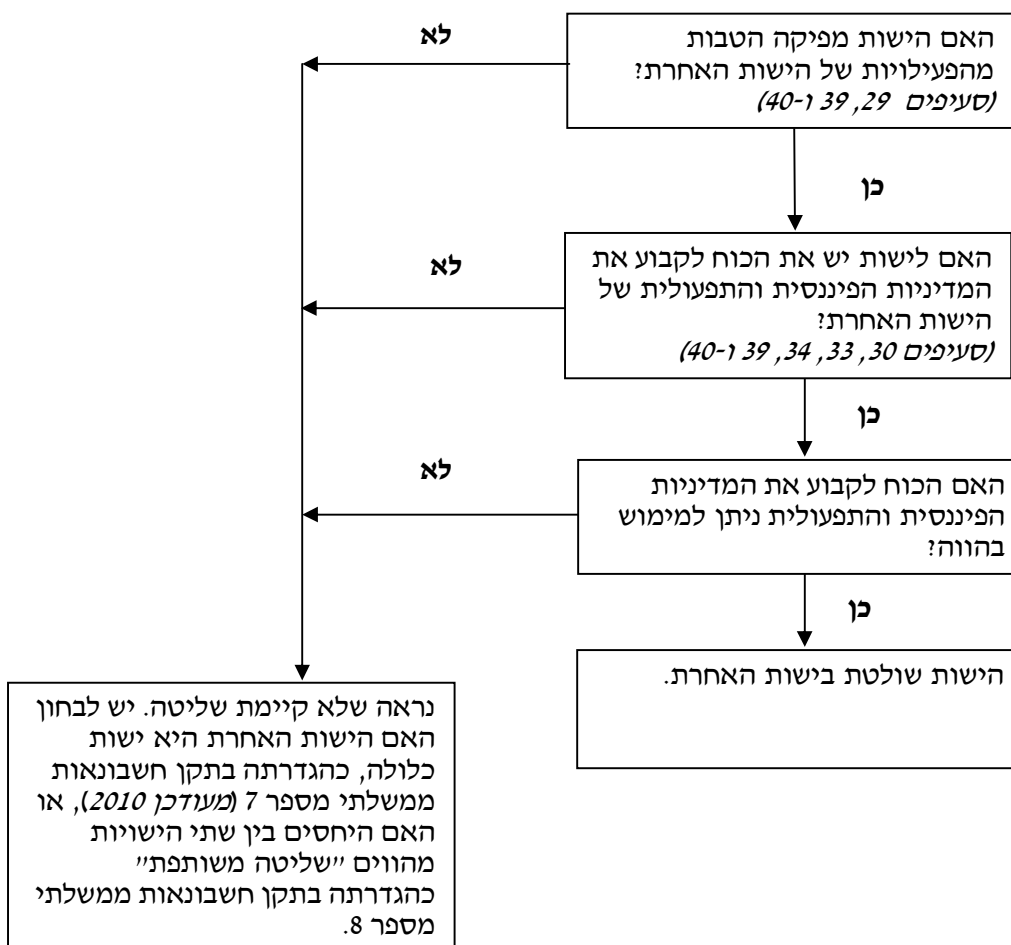 האם הישות מפיקה הטבות
מהפעילויות של הישות האחרת?
(סעיפים 29, 39 ו-40)
לא
כן
האם לישות יש את הכוח לקבוע את
המדיניות הפיננסית והתפעולית של
הישות האחרת?
(סעיפים 30, 33, 34, 39 ו-40)
לא
כן
האם הכוח לקבוע את המדיניות
הפיננסית והתפעולית ניתן למימוש
בהווה?
לא
כן
הישות שולטת בישות האחרת.
נראה שלא קיימת שליטה. יש לבחון
האם הישות האחרת היא ישות
כלולה, כהגדרתה בתקן חשבונאות
ממשלתי מספר 7 (מעודכן 2010), או
האם היחסים בין שתי הישויות
מהווים "שליטה משותפת"
כהגדרתה בתקן חשבונאות ממשלתי
מספר 8.